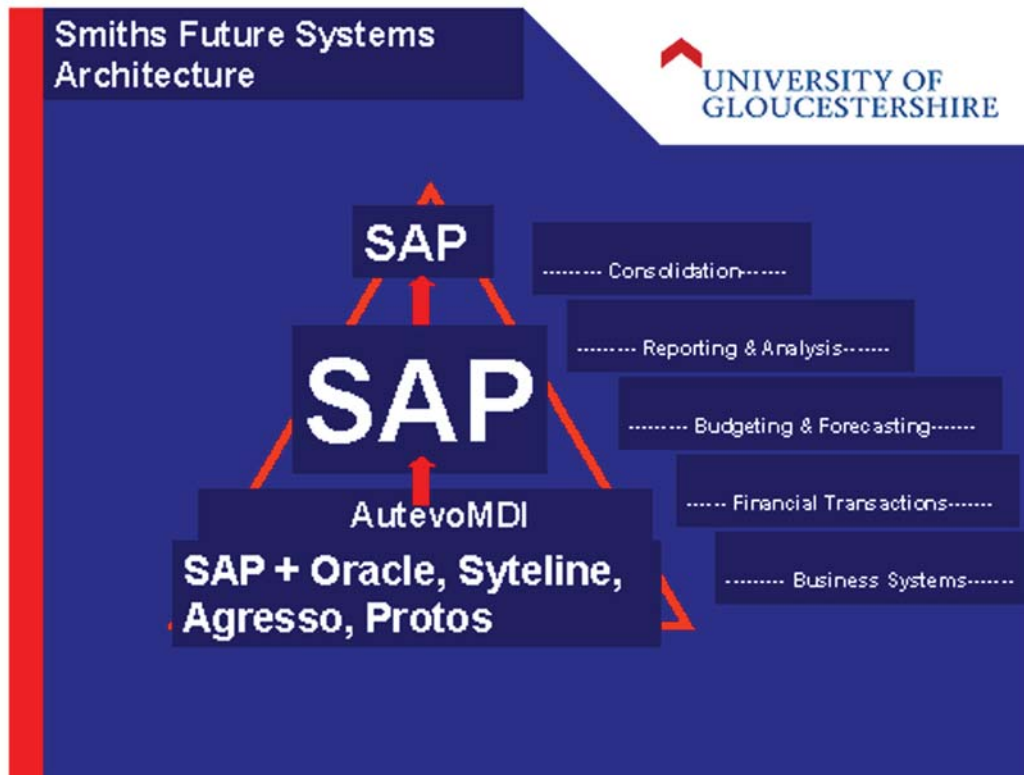 Smiths Future Systems
Architecture
UNIVERSITY OF
GLOUCESTERSHIRE
SAP
--------- Consolidation-------
SAP
--------- Reporting & Analysis-------
--------- Budgeting & Forecasting-------
AutevoMDI
------ Financial Transactions-------
SAP + Oracle, Syteline,
Agresso, Protos
--------- Business Systems-------